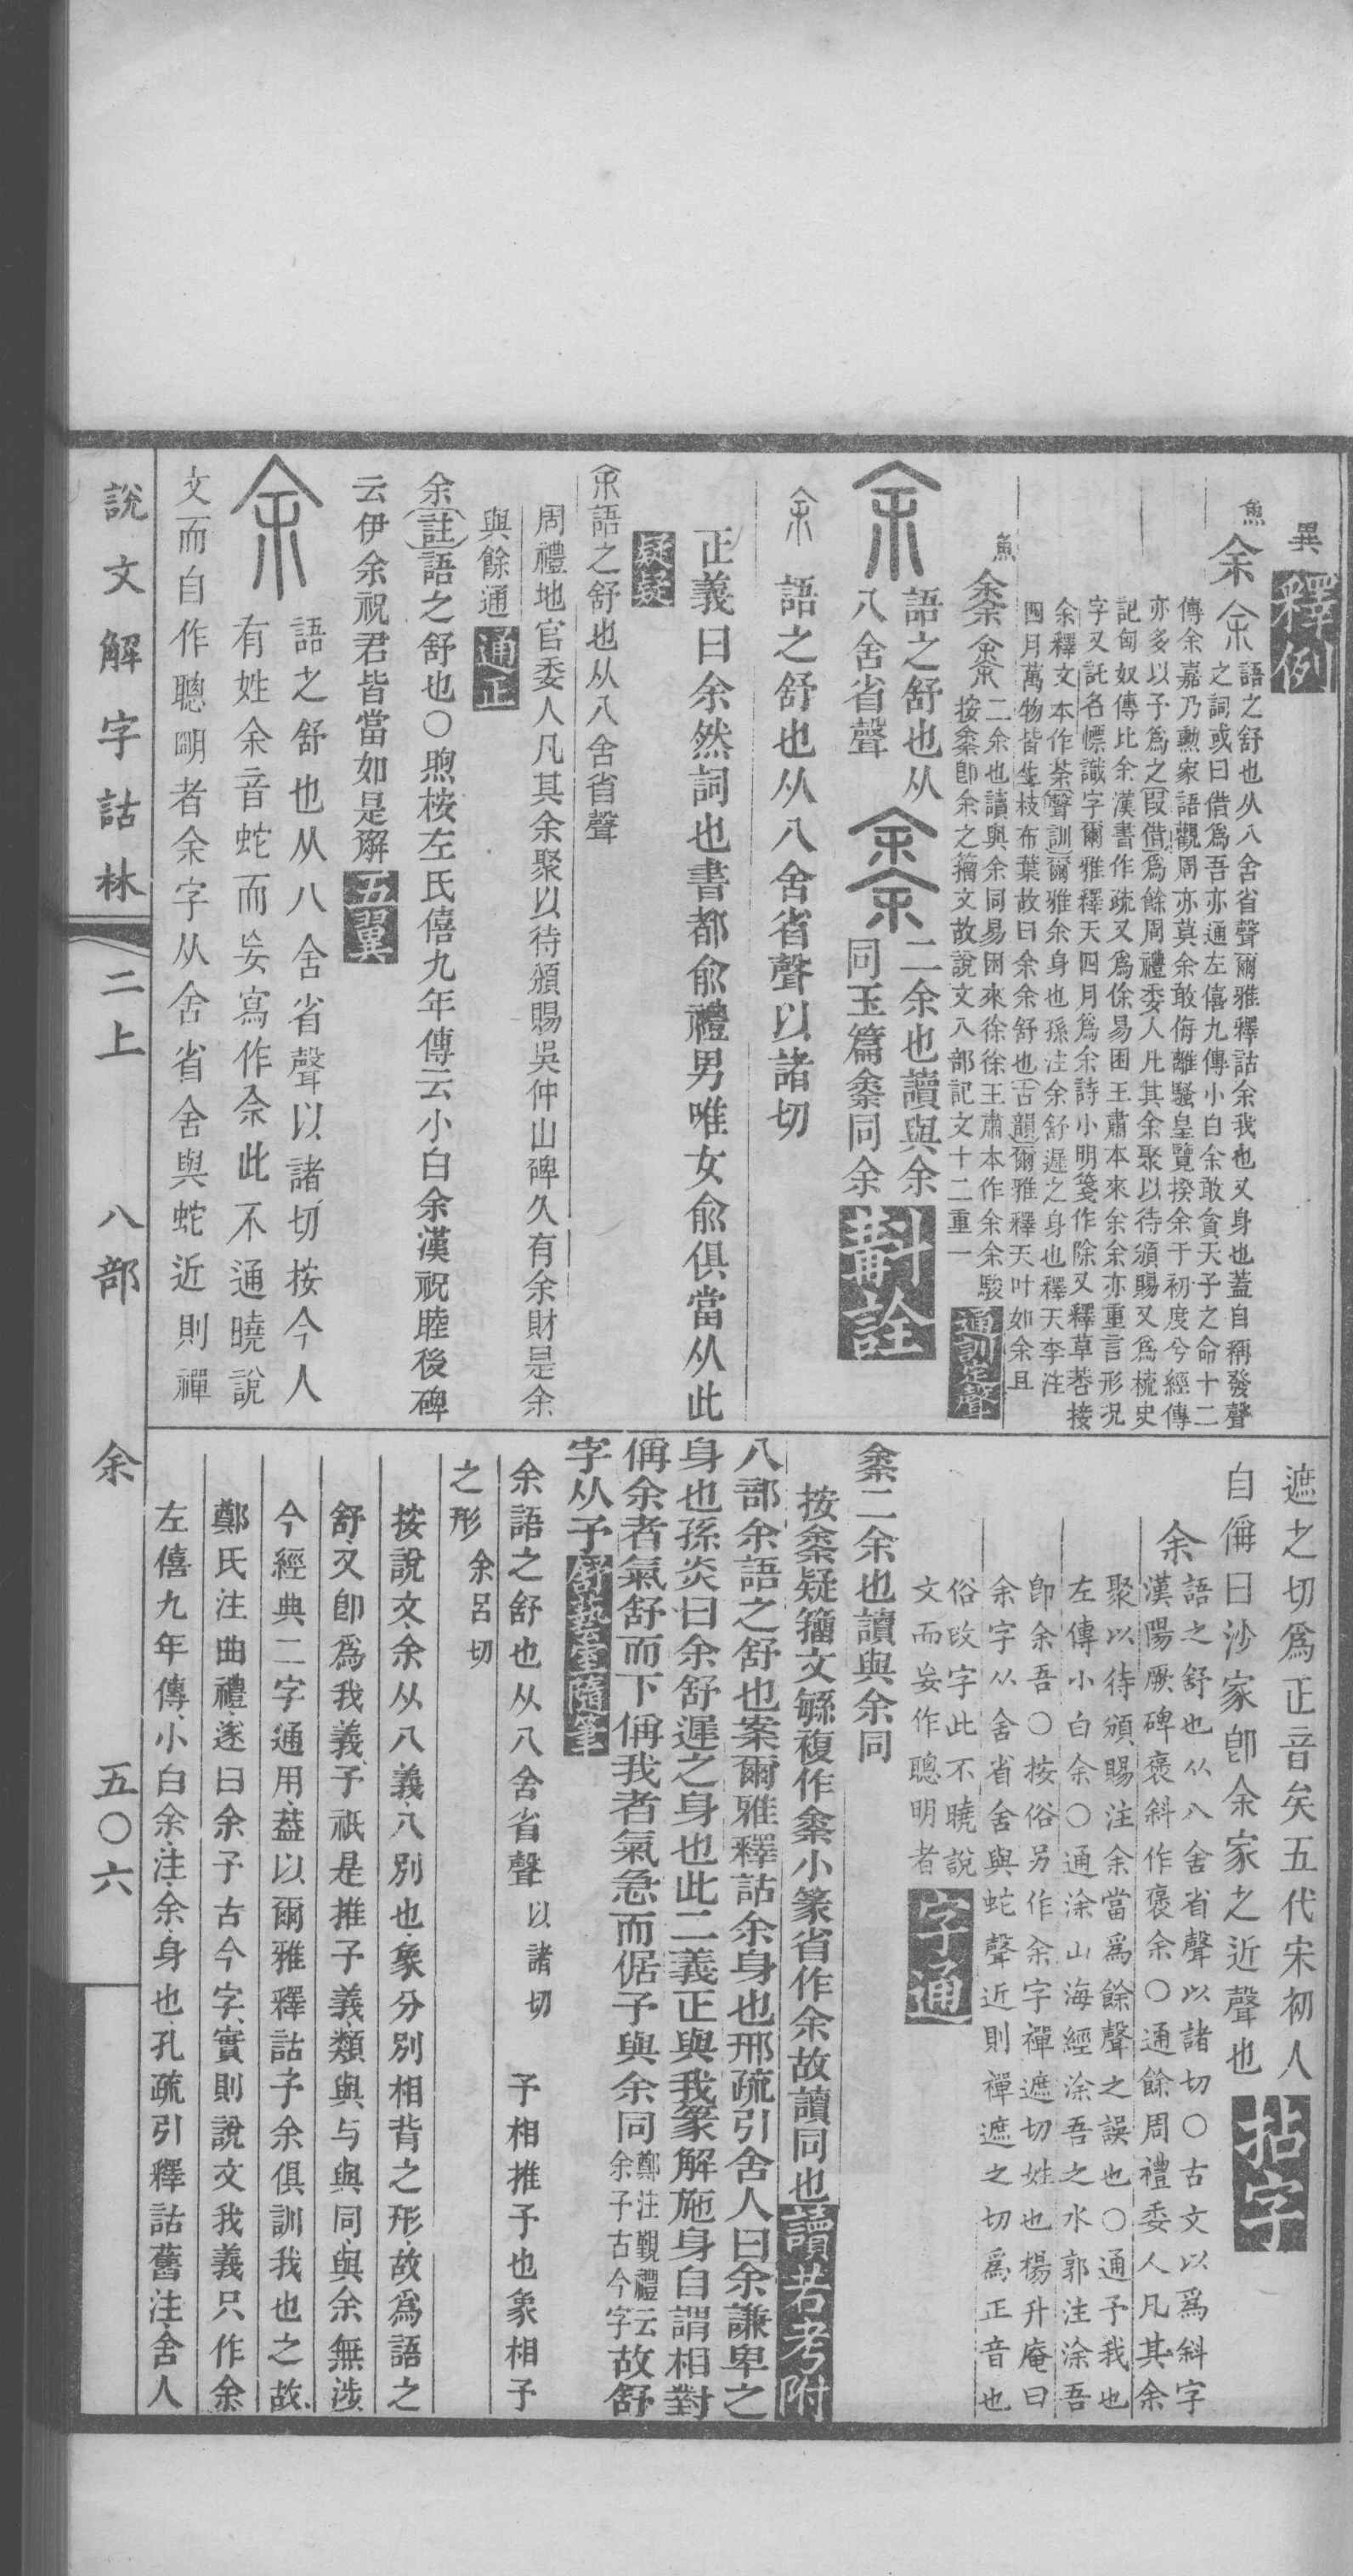 異釋例
魚余余語之舒也从八舍省聲爾雅釋詁余我也又身也蓋自稱發聲
之詞或曰借爲吾亦通左僖九傳小白余敢貪天子之命十二
傳余嘉乃勳家語觀周亦莫余敢侮離騷皇覽揆余于初度兮經傳
亦多以予爲之叚借爲餘周禮委人凡其余聚以待頒賜又爲梳史
記匈奴傳比余漢書作疏又爲徐易困王肅本來余余亦重言形況
字又託名幖識字爾雅釋天四月爲余詩小明箋作除又釋草荅接
余釋文本作荼聲訓爾雅余身也孫注余舒遲之身也釋天李注
四月萬物皆生枝布葉故曰余余舒也古韻爾雅釋天叶如余且
魚𠎳𠎳二余也讀與余同易困來徐徐王肅本作余余駿
按𠎳卽余之籀文故說文八部記文十二重一通訓定聲
余語之舒也从
八舍省聲
𠎳二余也讀與余
同玉篇𠎳同余斠詮
余語之舒也从八舍省聲以諸切
正義曰余然詞也書都俞禮男唯女俞俱當从此
疑疑
余語之舒也从八舍省聲
周禮地官委人凡其余聚以待頒賜吳仲山碑久有余財是余
與餘通通正
余註語之舒也○煦桉左氏僖九年傳云小白余漢祝睦後碑
云伊余祝君皆當如是解五翼
余語之舒也从八舍省聲以諸切按今人
有姓余音蛇而妄寫作佘此不通曉說
文而自作聰明者余字从舍省舍與蛇近則禪
遮之切爲正音矣五代宋初人
自偁曰沙家卽余家之近聲也拈字
余語之舒也从八舍省聲以諸切○古文以爲斜字
漢陽厥碑褒斜作褒余○通餘周禮委人凡其余
聚以待頒賜注余當爲餘聲之誤也○通予我也
左傳小白余○通涂山海經涂吾之水郭注涂吾
卽余吾○按俗另作佘字禪遮切姓也楊升庵曰
余字从舍省舍與蛇聲近則禪遮之切爲正音也
俗改字此不曉說
文而妄作聰明者字通
𠎳二余也讀與余同
按𠎳疑籀文緐複作𠎳小篆省作余故讀同也讀若考附
八部余語之舒也案爾雅釋詁余身也邢疏引舍人曰余謙卑之
身也孫炎曰余舒遲之身也此二義正與我篆解施身自謂相對
偁余者氣舒而下偁我者氣急而倨予與余同鄭注覲禮云余予古今字故舒
字从予舒藝室隨筆
余語之舒也从八舍省聲以諸切　予相推予也象相予
之形余呂切
按說文余从八義八別也象分別相背之形故爲語之
舒又卽爲我義予祇是推予義類與与與同與余無涉
今經典二字通用葢以爾雅釋詁予余俱訓我也之故
鄭氏注曲禮遂曰余予古今字實則說文我義只作余
左僖九年傳小白余注余身也孔疏引釋詁舊注舍人
說文解字詁林　二上　八部　余　五〇六